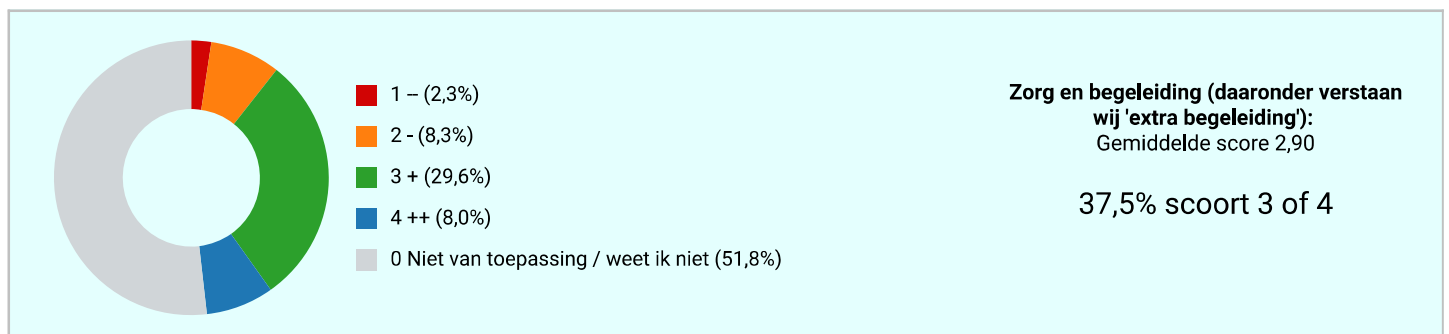 1 -- (2,3%)
2 - (8,3%)
3 + (29,6%)
4 ++ (8,0%)
0 Niet van toepassing / weet ik niet (51,8%)
Zorg en begeleiding (daaronder verstaan
wij 'extra begeleiding'):
Gemiddelde score 2,90
37,5% scoort 3 of 4